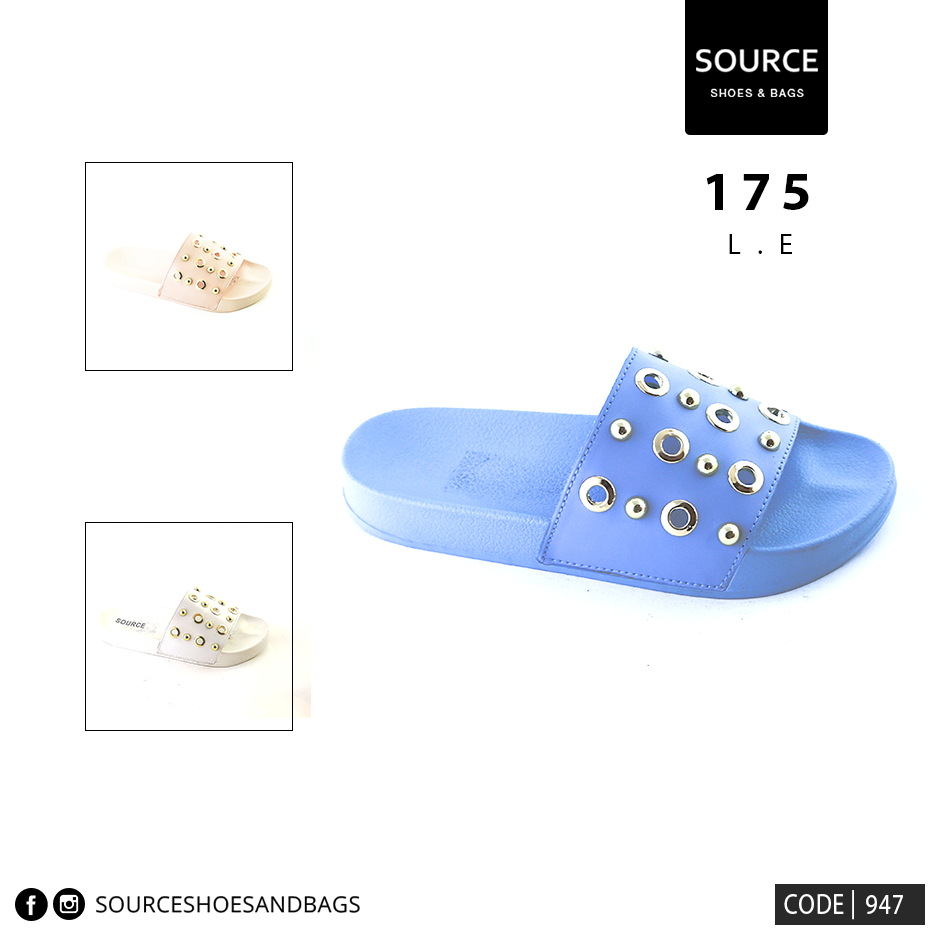 SOURCE
SHOES & BAGS
175
L . E
SOURCE
SOURCESHOESANDBAGS
CODE | 947